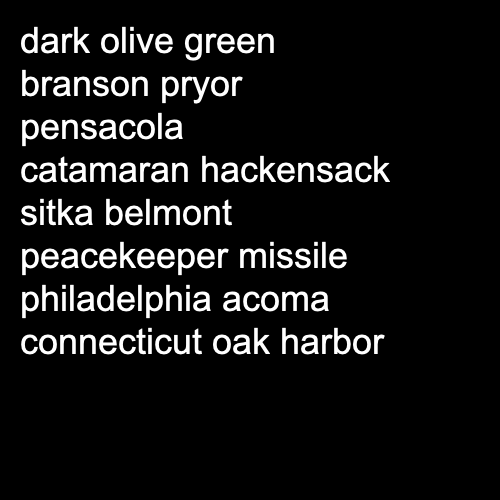 dark olive green
branson pryor
pensacola
catamaran hackensack
sitka belmont
peacekeeper missile
philadelphia acoma
connecticut oak harbor